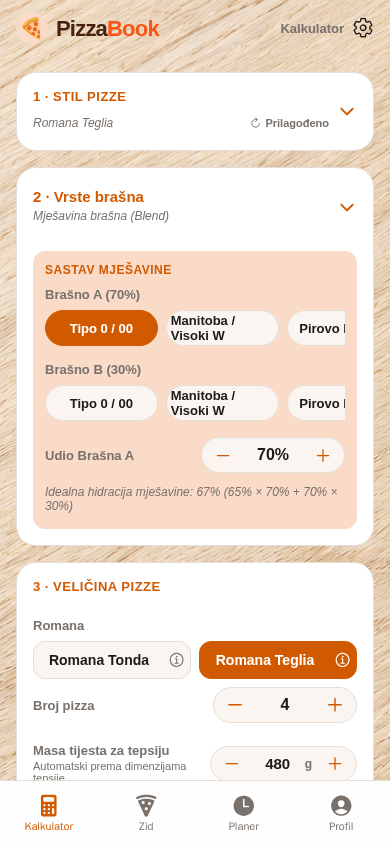 PizzaBook
Kalkulator
1 · STIL PIZZE
Romana Teglia
Prilagođeno
2 · Vrste brašna
Mješavina brašna (Blend)
SASTAV MJEŠAVINE
Brašno A (70%)
Tipo 0 / 00
Manitoba /
Visoki W
Pirovo
Brašno B (30%)
Tipo 0 / 00
Manitoba /
Visoki W
Pirovo
Udio Brašna A
− 70% +
Idealna hidracija mješavine: 67% (65% × 70% + 70% ×
30%)
3 · VELIČINA PIZZE
Romana
Romana Tonda
Romana Teglia
Broj pizza
− 4 +
Masa tijesta za tepsiju
Automatski prema dimenzijama
tepsije
− 480 g +
Kalkulator
Zid
Planer
Profil